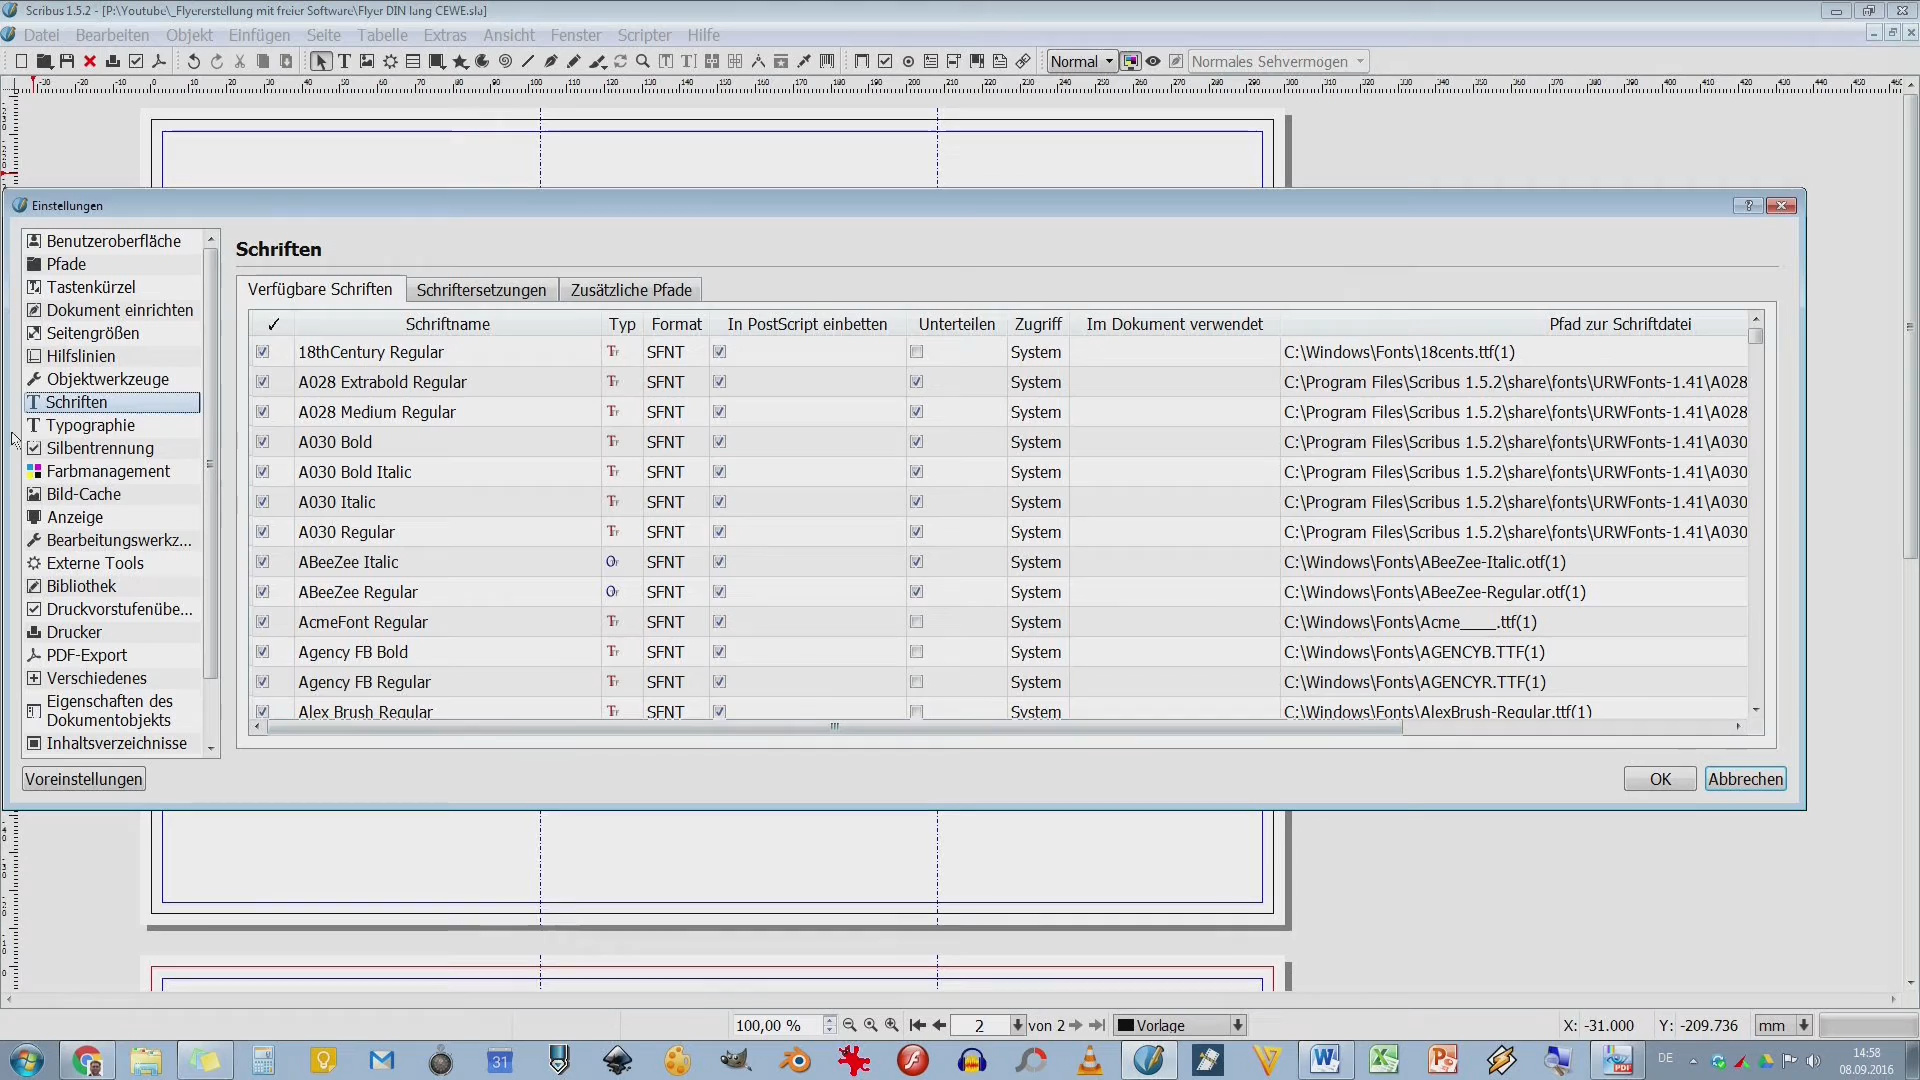 Scribus 1.5.2 - [P:\Youtube\_Flyererstellung mit freier Software\Flyer DIN lang CEWE.sla]
Datei Bearbeiten Objekt Einfügen Seite Tabelle Extras Ansicht Fenster Scripter Hilfe
Normal Normales Sehvermogen
Einstellungen
Benutzeroberfläche
Pfade
Tastenkürzel
Dokument einrichten
Seitengrößen
Hilfslinien
Objektwerkzeuge
Schriften
Typographie
Silbentrennung
Farbmanagement
Bild-Cache
Anzeige
Bearbeitungswerkz...
Externe Tools
Bibliothek
Druckvorstufenübe...
Drucker
PDF-Export
Verschiedenes
Eigenschaften des
Dokumentobjekts
Inhaltsverzeichnisse
Voreinstellungen
Schriften
Verfügbare Schriften Schriftersetzungen Zusätzliche Pfade
Schriftname Typ Format In PostScript einbetten Unterteilen Zugriff Im Dokument verwendet Pfad zur Schriftdatei
18thCentury Regular SFNT System C:\Windows\Fonts\18cents.ttf(1)
A028 Extrabold Regular SFNT System C:\Program Files\Scribus 1.5.2\share\fonts\URWFonts-1.41\A028
A028 Medium Regular SFNT System C:\Program Files\Scribus 1.5.2\share\fonts\URWFonts-1.41\A028
A030 Bold SFNT System C:\Program Files\Scribus 1.5.2\share\fonts\URWFonts-1.41\A030
A030 Bold Italic SFNT System C:\Program Files\Scribus 1.5.2\share\fonts\URWFonts-1.41\A030
A030 Italic SFNT System C:\Program Files\Scribus 1.5.2\share\fonts\URWFonts-1.41\A030
A030 Regular SFNT System C:\Program Files\Scribus 1.5.2\share\fonts\URWFonts-1.41\A030
ABeeZee Italic SFNT System C:\Windows\Fonts\ABeeZee-Italic.otf(1)
ABeeZee Regular SFNT System C:\Windows\Fonts\ABeeZee-Regular.otf(1)
AcmeFont Regular SFNT System C:\Windows\Fonts\Acme____.ttf(1)
Agency FB Bold SFNT System C:\Windows\Fonts\AGENCYB.TTF(1)
Agency FB Regular SFNT System C:\Windows\Fonts\AGENCYR.TTF(1)
Alex Brush Regular SFNT System C:\Windows\Fonts\AlexBrush-Regular.ttf(1)
OK Abbrechen
100,00 % 2 von 2 Vorlage X: -31.000 Y: -209.736 mm
DE 14:58
08.09.2016